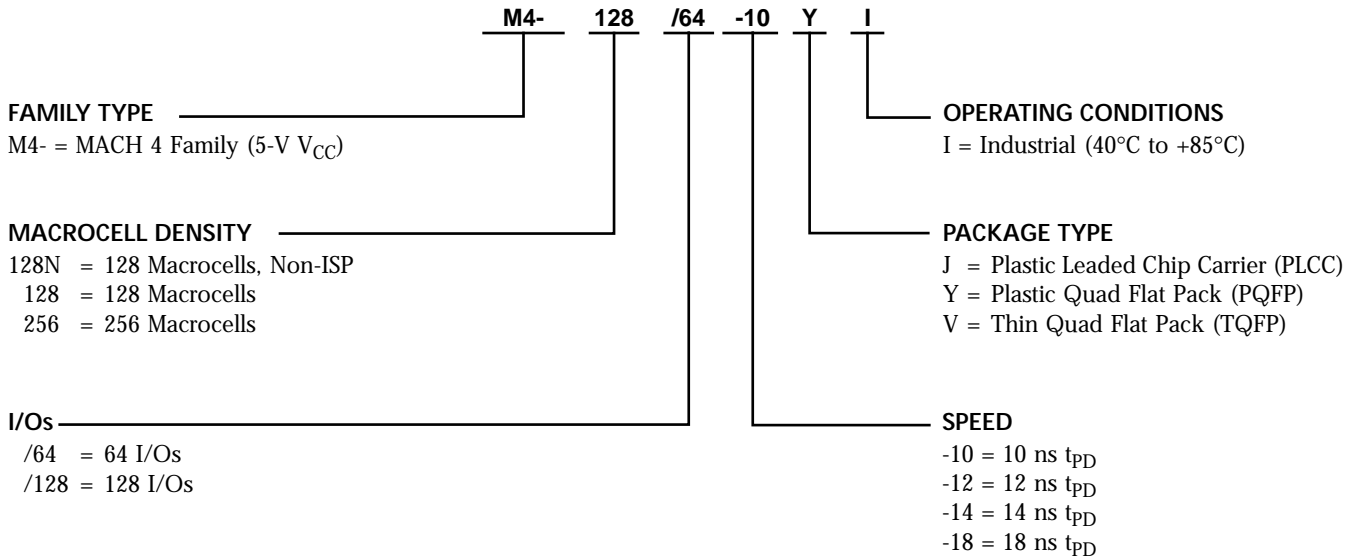 M4- 128 /64 -10 Y I
FAMILY TYPE
M4- = MACH 4 Family (5-V VCC)
MACROCELL DENSITY
128N = 128 Macrocells, Non-ISP
128 = 128 Macrocells
256 = 256 Macrocells
I/Os
/64 = 64 I/Os
/128 = 128 I/Os
OPERATING CONDITIONS
I = Industrial (40°C to +85°C)
PACKAGE TYPE
J = Plastic Leaded Chip Carrier (PLCC)
Y = Plastic Quad Flat Pack (PQFP)
V = Thin Quad Flat Pack (TQFP)
SPEED
-10 = 10 ns tPD
-12 = 12 ns tPD
-14 = 14 ns tPD
-18 = 18 ns tPD